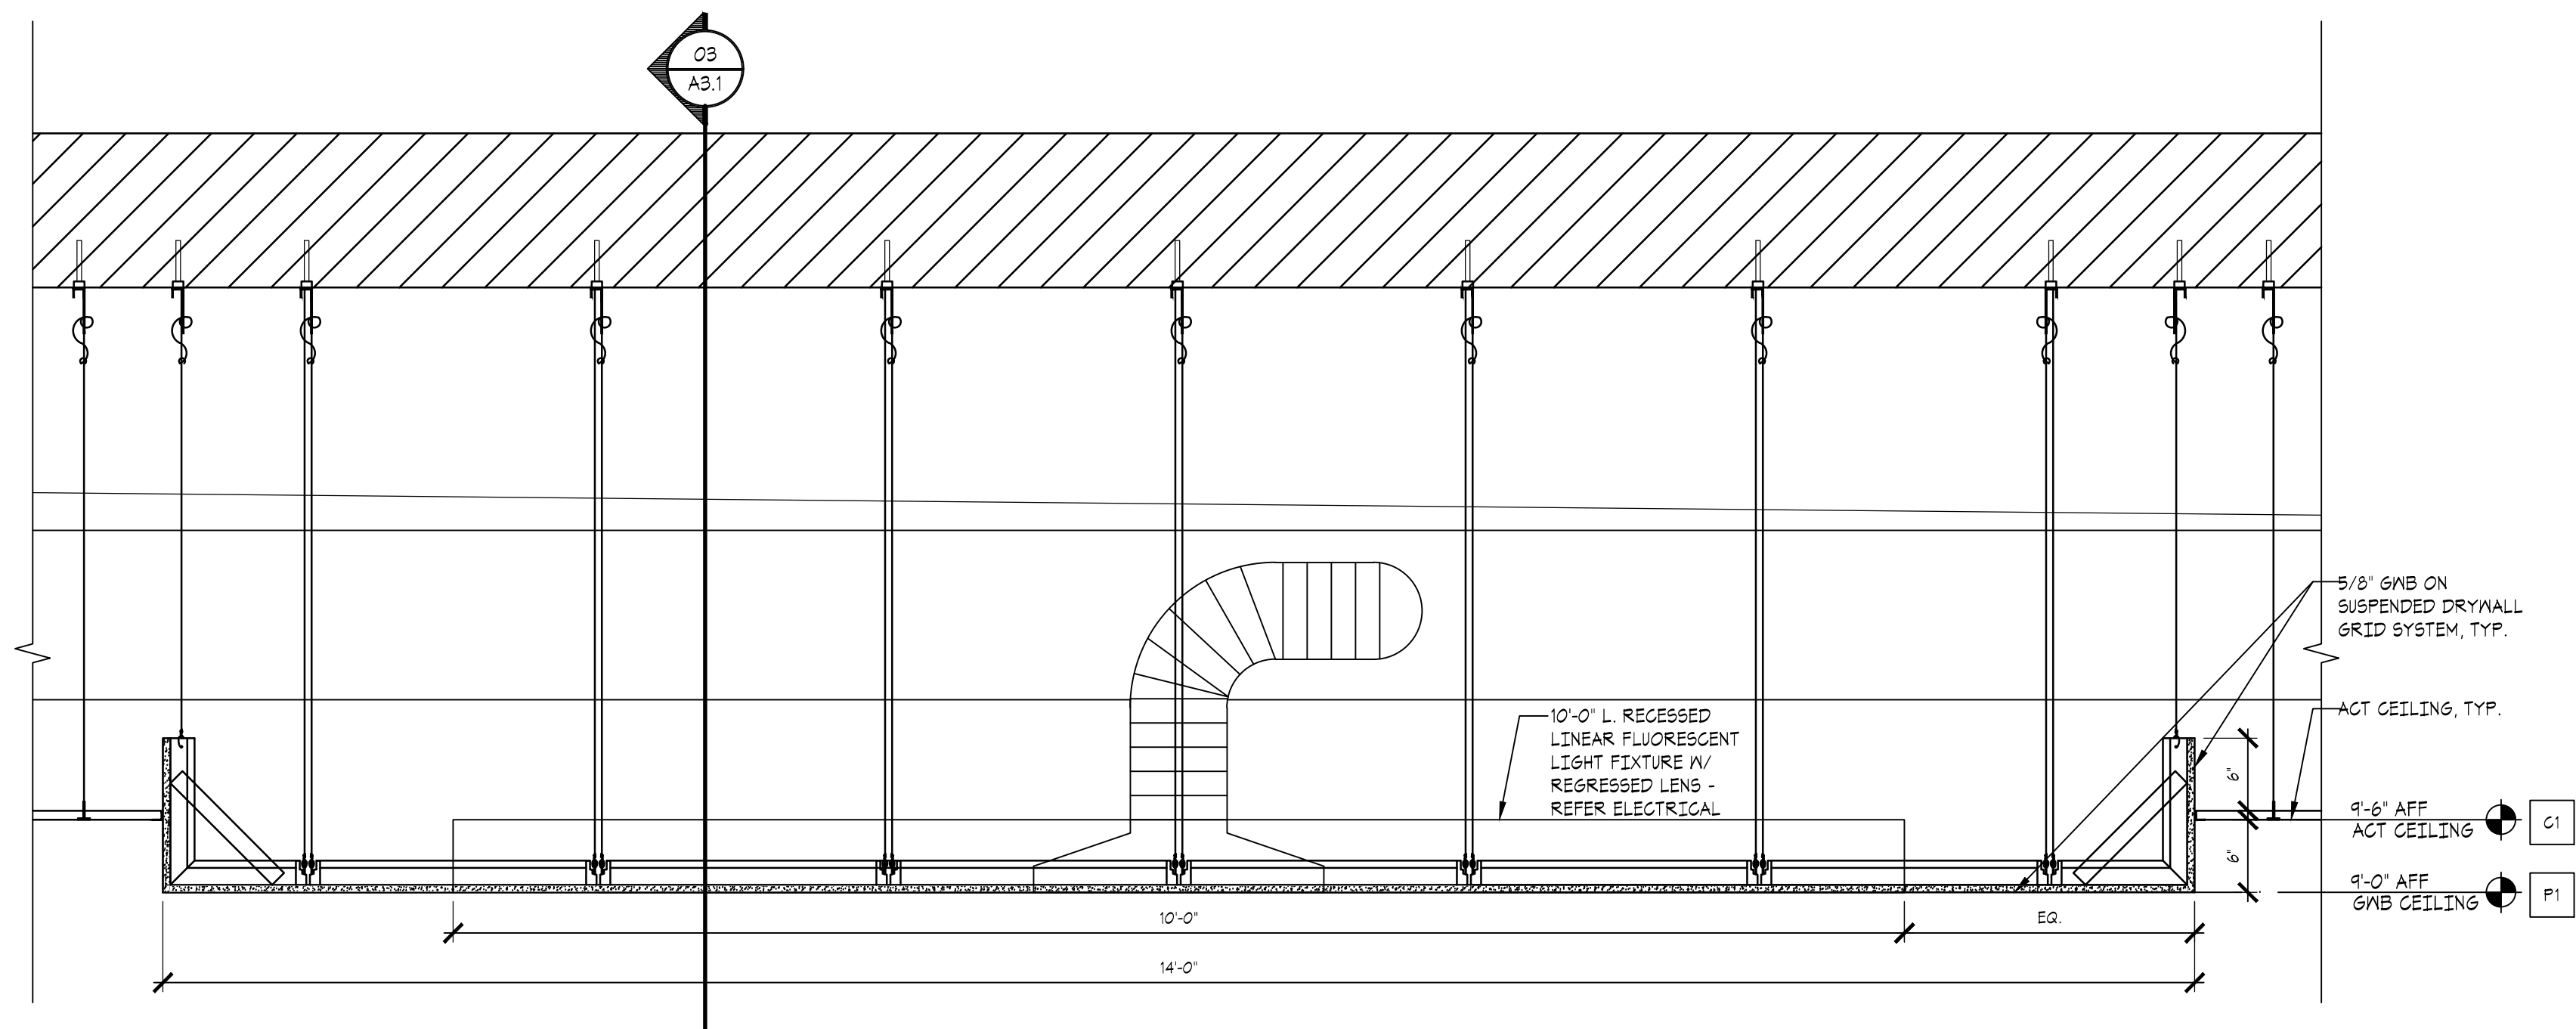 03
A3.1
5/8" GWB ON
SUSPENDED DRYWALL
GRID SYSTEM, TYP.
10'-0" L. RECESSED
LINEAR FLUORESCENT
LIGHT FIXTURE W/
REGRESSED LENS -
REFER ELECTRICAL
ACT CEILING, TYP.
6"
9'-6" AFF
ACT CEILING
C1
6"
9'-0" AFF
GWB CEILING
P1
10'-0"
EQ.
14'-0"